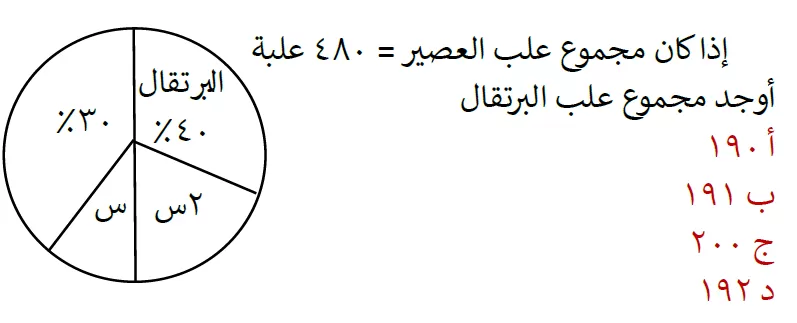 إذا كان مجموع علب العصير = ٤٨٠ علبة
أوجد مجموع علب البرتقال
أ ١٩٠
ب ١٩١
ج ٢٠٠
د ١٩٢
البرتقال
٤٠٪
٣٠٪
٢س
س